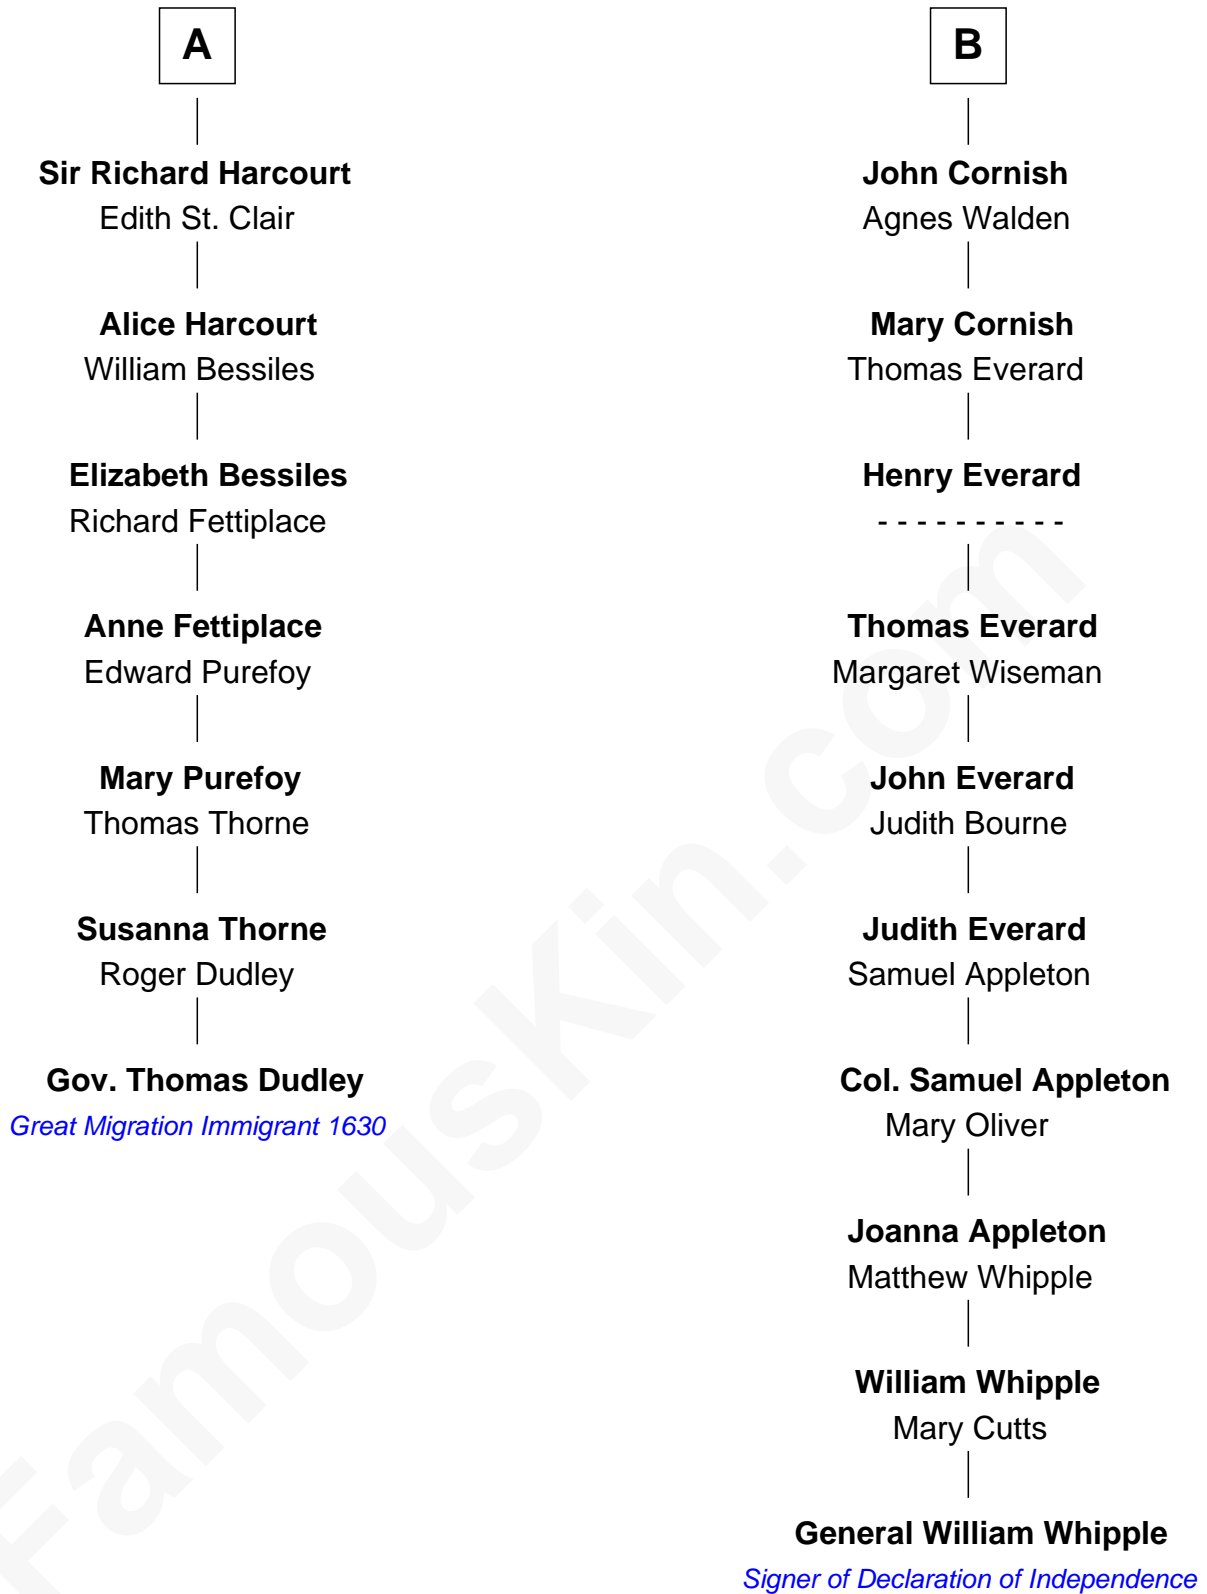 A
Sir Richard Harcourt
Edith St. Clair
Alice Harcourt
William Bessiles
Elizabeth Bessiles
Richard Fettiplace
Anne Fettiplace
Edward Purefoy
Mary Purefoy
Thomas Thorne
Susanna Thorne
Roger Dudley
Gov. Thomas Dudley
Great Migration Immigrant 1630
B
John Cornish
Agnes Walden
Mary Cornish
Thomas Everard
Henry Everard
- - - - - - - - - -
Thomas Everard
Margaret Wiseman
John Everard
Judith Bourne
Judith Everard
Samuel Appleton
Col. Samuel Appleton
Mary Oliver
Joanna Appleton
Matthew Whipple
William Whipple
Mary Cutts
General William Whipple
Signer of Declaration of Independence
FamousKin.com